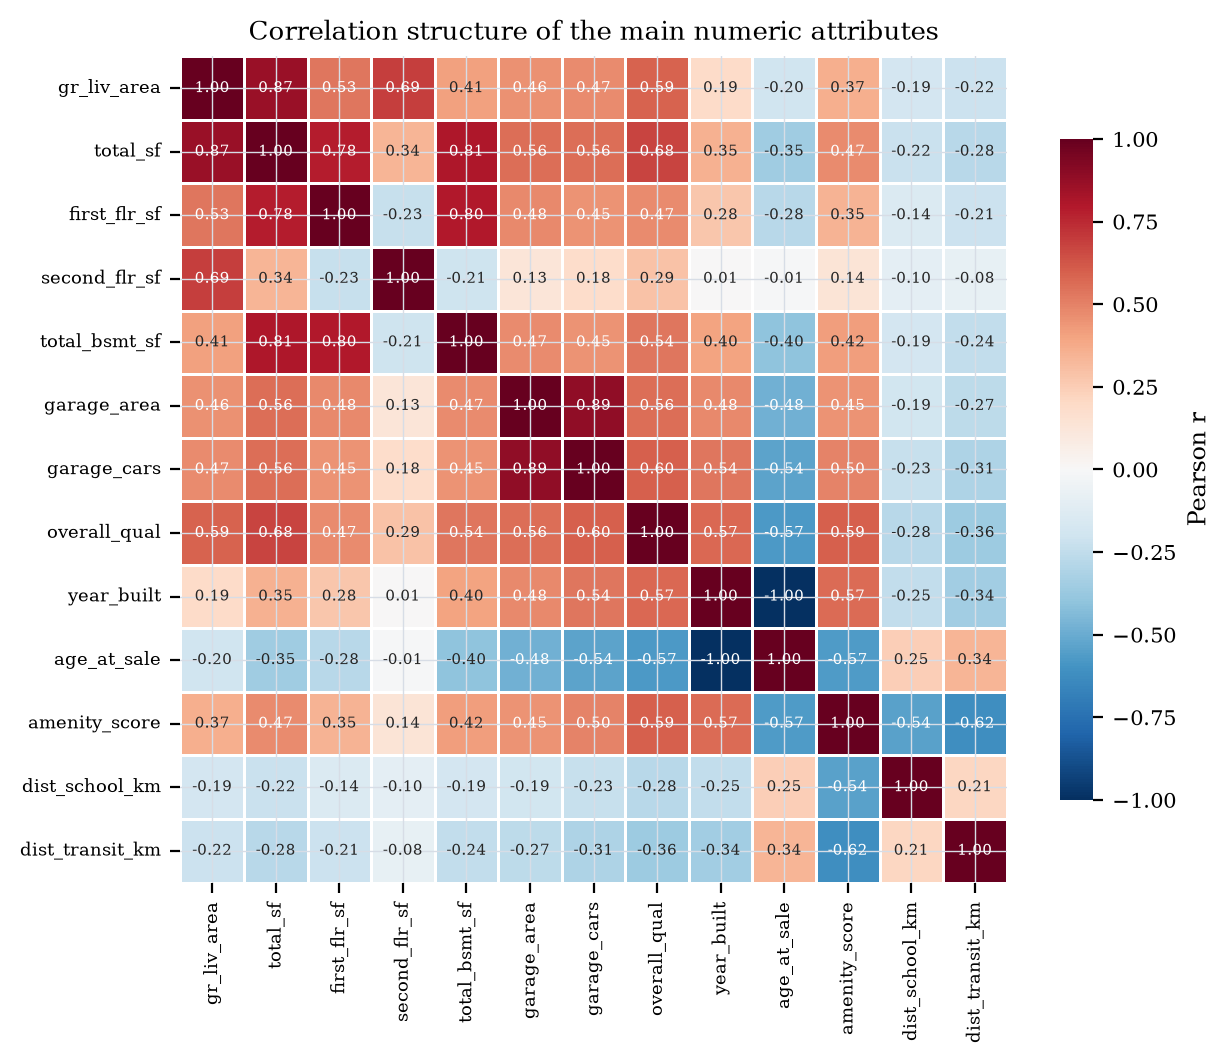 Correlation structure of the main numeric attributes
gr_liv_area 1.00 0.87 0.53 0.69 0.41 0.46 0.47 0.59 0.19 -0.20 0.37 -0.19 -0.22
total_sf 0.87 1.00 0.78 0.34 0.81 0.56 0.56 0.68 0.35 -0.35 0.47 -0.22 -0.28
first_flr_sf 0.53 0.78 1.00 -0.23 0.80 0.48 0.45 0.47 0.28 -0.28 0.35 -0.14 -0.21
second_flr_sf 0.69 0.34 -0.23 1.00 -0.21 0.13 0.18 0.29 0.01 -0.01 0.14 -0.10 -0.08
total_bsmt_sf 0.41 0.81 0.80 -0.21 1.00 0.47 0.45 0.54 0.40 -0.40 0.42 -0.19 -0.24
garage_area 0.46 0.56 0.48 0.13 0.47 1.00 0.89 0.56 0.48 -0.48 0.45 -0.19 -0.27
garage_cars 0.47 0.56 0.45 0.18 0.45 0.89 1.00 0.60 0.54 -0.54 0.50 -0.23 -0.31
overall_qual 0.59 0.68 0.47 0.29 0.54 0.56 0.60 1.00 0.57 -0.57 0.59 -0.28 -0.36
year_built 0.19 0.35 0.28 0.01 0.40 0.48 0.54 0.57 1.00 -1.00 0.57 -0.25 -0.34
age_at_sale -0.20 -0.35 -0.28 -0.01 -0.40 -0.48 -0.54 -0.57 -1.00 1.00 -0.57 0.25 0.34
amenity_score 0.37 0.47 0.35 0.14 0.42 0.45 0.50 0.59 0.57 -0.57 1.00 -0.54 -0.62
dist_school_km -0.19 -0.22 -0.14 -0.10 -0.19 -0.19 -0.23 -0.28 -0.25 0.25 -0.54 1.00 0.21
dist_transit_km -0.22 -0.28 -0.21 -0.08 -0.24 -0.27 -0.31 -0.36 -0.34 0.34 -0.62 0.21 1.00
gr_liv_area
total_sf
first_flr_sf
second_flr_sf
total_bsmt_sf
garage_area
garage_cars
overall_qual
year_built
age_at_sale
amenity_score
dist_school_km
dist_transit_km
1.00
0.75
0.50
0.25
0.00
−0.25
−0.50
−0.75
−1.00
Pearson r